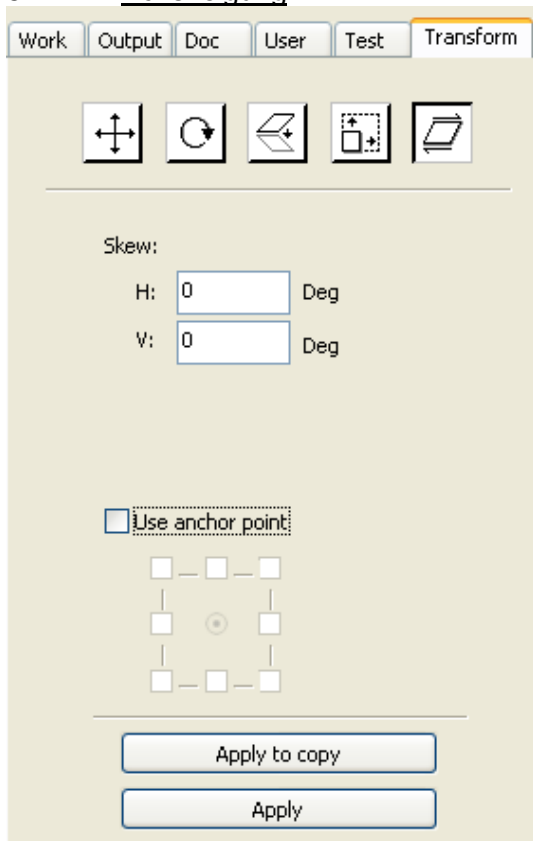 Work Output Doc User Test Transform
Skew:
H: 0 Deg
V: 0 Deg
Use anchor point
Apply to copy
Apply